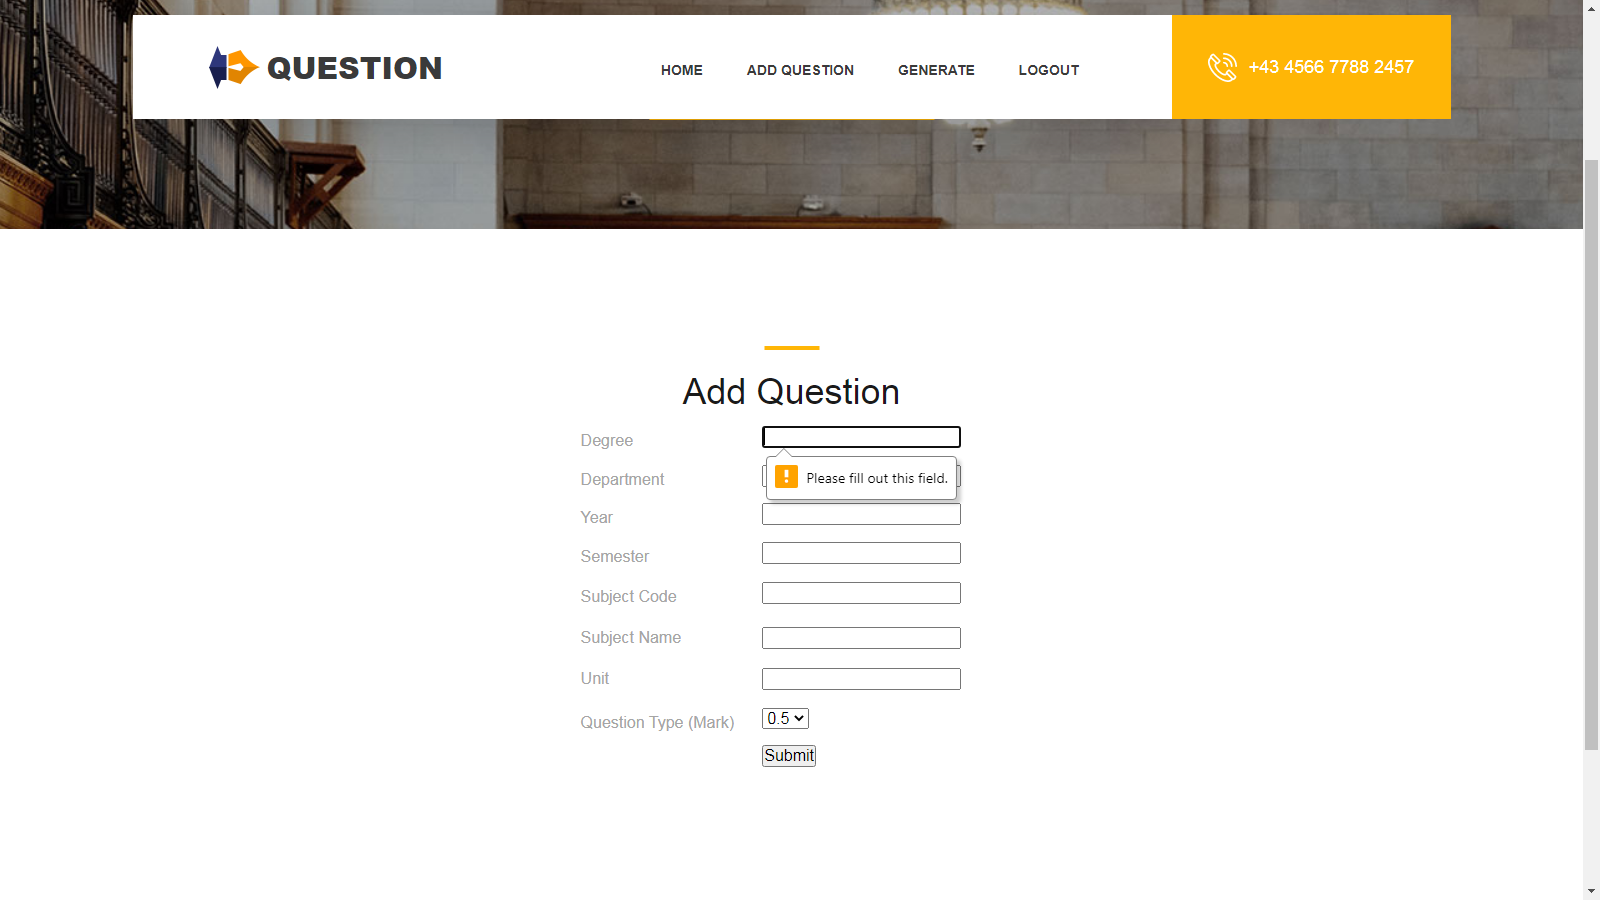 QUESTION
HOME ADD QUESTION GENERATE LOGOUT
+43 4566 7788 2457
Add Question
Degree
Please fill out this field.
Department
Year
Semester
Subject Code
Subject Name
Unit
Question Type (Mark) 0.5
Submit